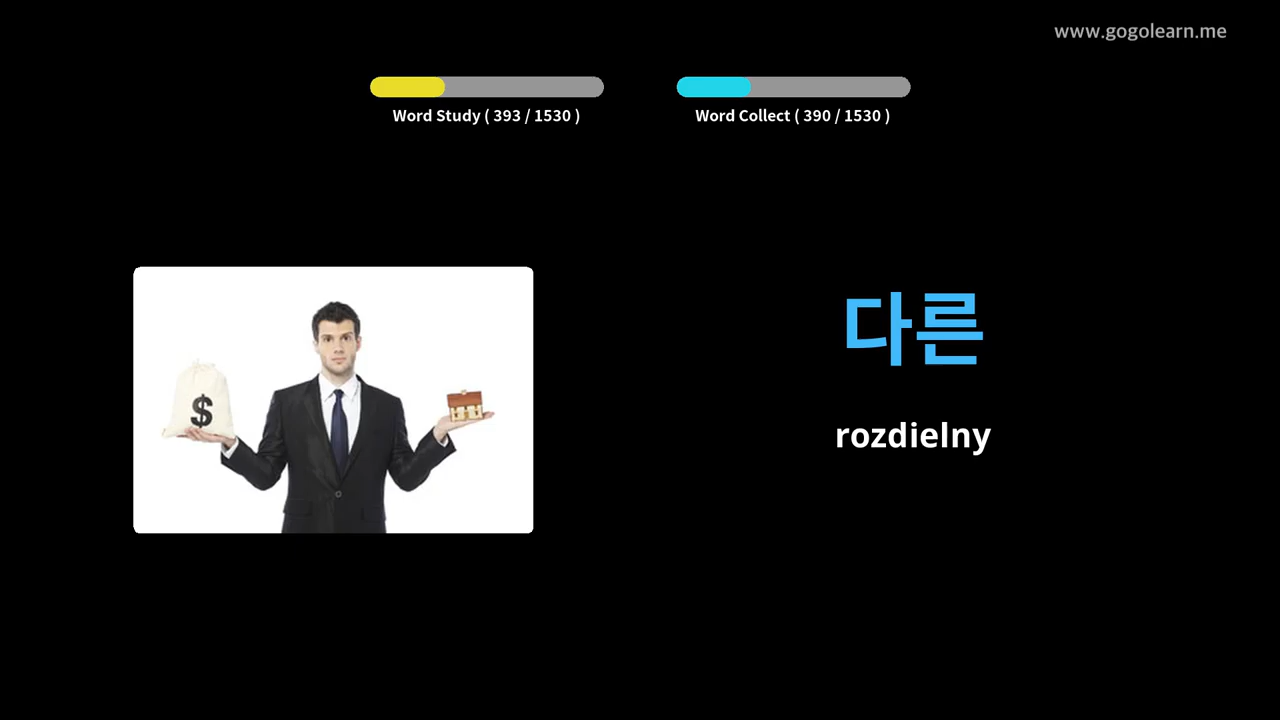 www.gogolearn.me
Word Study ( 393 / 1530 )
Word Collect ( 390 / 1530 )
$
다른
rozdielny